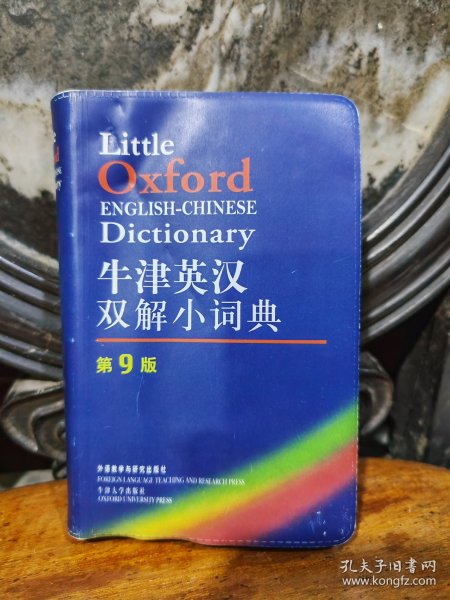 Little
Oxford
ENGLISH-CHINESE
Dictionary
牛津英汉
双解小词典
第9版
外语教学与研究出版社
FOREIGN LANGUAGE TEACHING AND RESEARCH PRESS
牛津大学出版社
OXFORD UNIVERSITY PRESS
孔夫子旧书网
www.kongfz.com